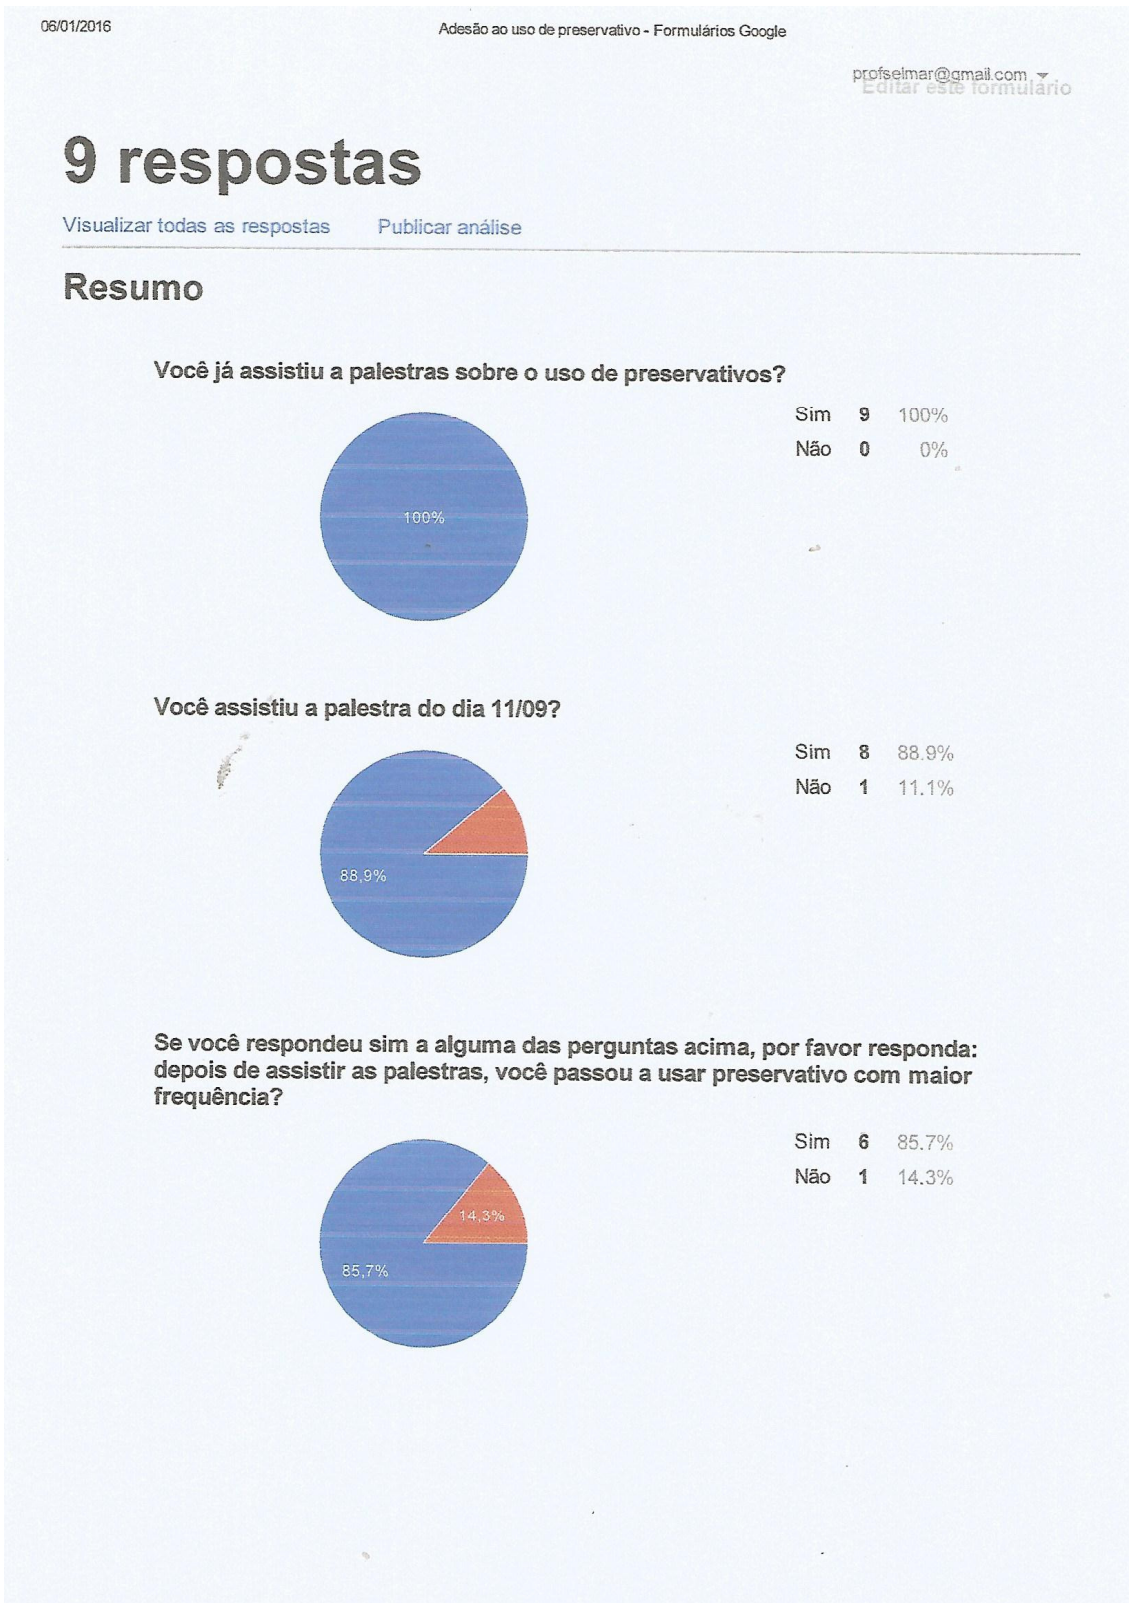 06/01/2016 Adesão ao uso de preservativo - Formulários Google
profselmar@gmail.com
Editar este formulário
9 respostas
Visualizar todas as respostas Publicar análise
Resumo
Você já assistiu a palestras sobre o uso de preservativos?
Sim 9 100%
Não 0 0%
100%
Você assistiu a palestra do dia 11/09?
Sim 8 88.9%
Não 1 11.1%
88,9%
Se você respondeu sim a alguma das perguntas acima, por favor responda:
depois de assistir as palestras, você passou a usar preservativo com maior
frequência?
Sim 6 85.7%
Não 1 14.3%
14,3%
85,7%